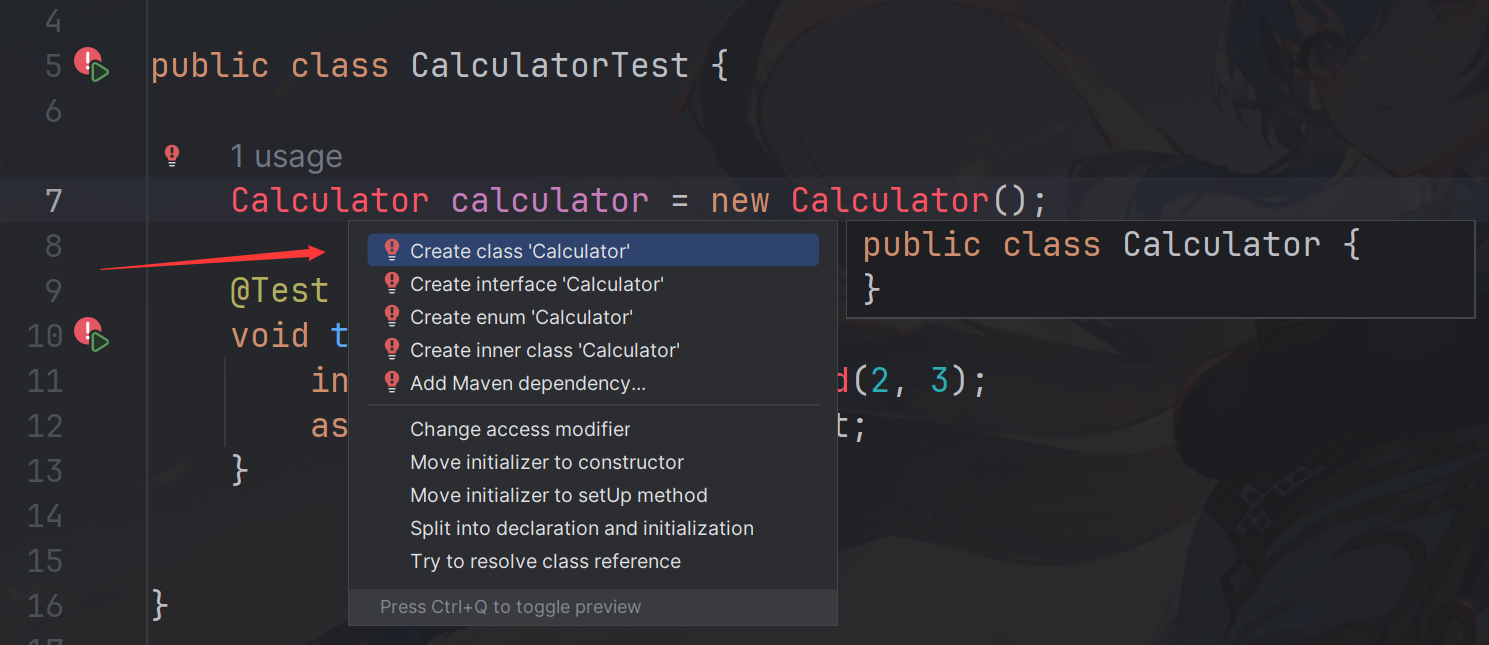 4
5 public class CalculatorTest {
6
1 usage
7 Calculator calculator = new Calculator();
8
Create class 'Calculator'
Create interface 'Calculator'
Create enum 'Calculator'
Create inner class 'Calculator'
Add Maven dependency...
Change access modifier
Move initializer to constructor
Move initializer to setUp method
Split into declaration and initialization
Try to resolve class reference
Press Ctrl+Q to toggle preview
public class Calculator {
}
9 @Test
10 void t
11 in d(2, 3);
12 as t;
13 }
14
15
16 }